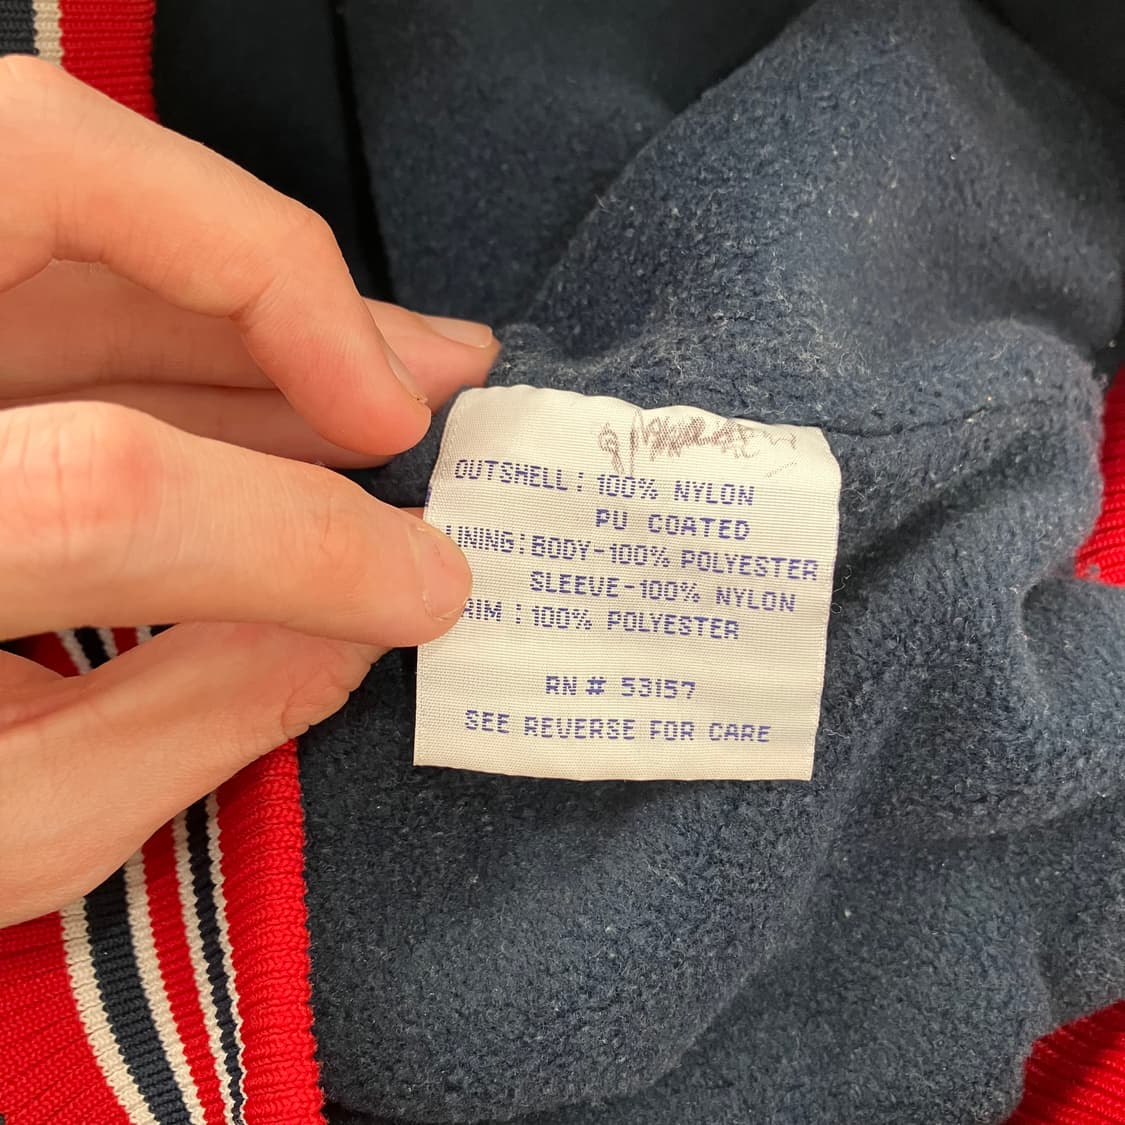 OUTSHELL: 100% NYLON
PU COATED
LINING: BODY-100% POLYESTER
SLEEVE-100% NYLON
RIM : 100% POLYESTER
RN # 53157
SEE REVERSE FOR CARE